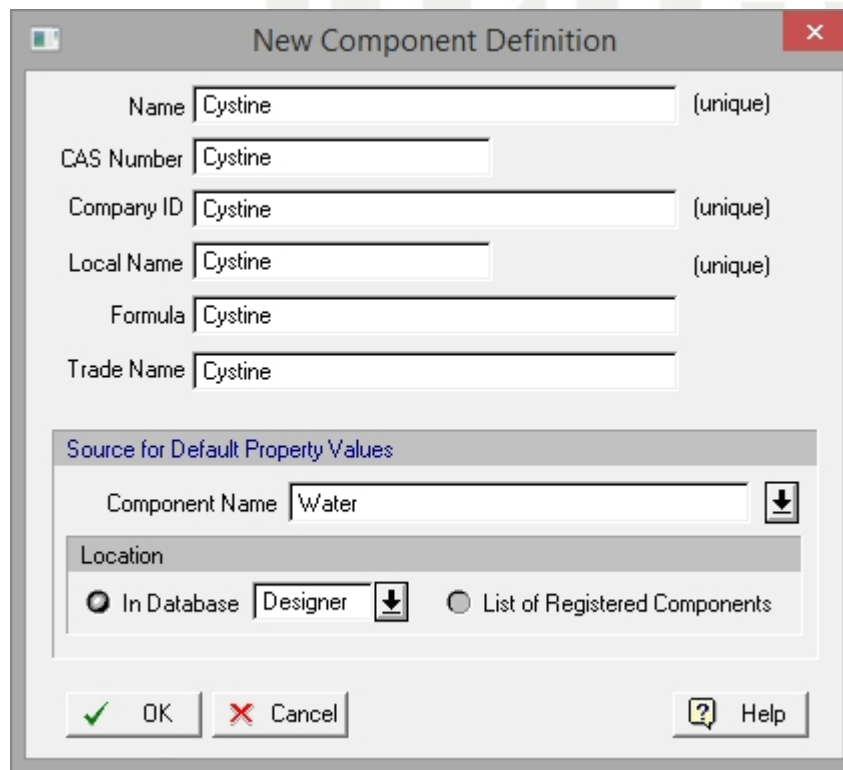 New Component Definition
Name Cystine (unique)
CAS Number Cystine
Company ID Cystine (unique)
Local Name Cystine (unique)
Formula Cystine
Trade Name Cystine
Source for Default Property Values
Component Name Water
Location
In Database Designer List of Registered Components
OK Cancel Help